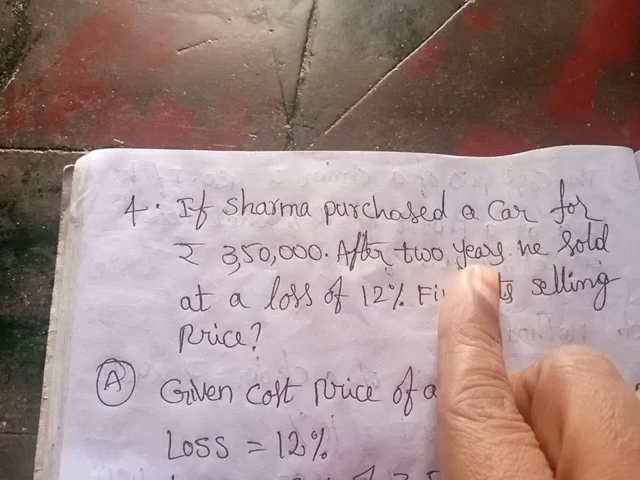 4. If Sharma purchased a Car for
₹ 3,50,000. After two years he sold
at a loss of 12% selling
Price?
A Given Cost Price of a
Loss = 12%